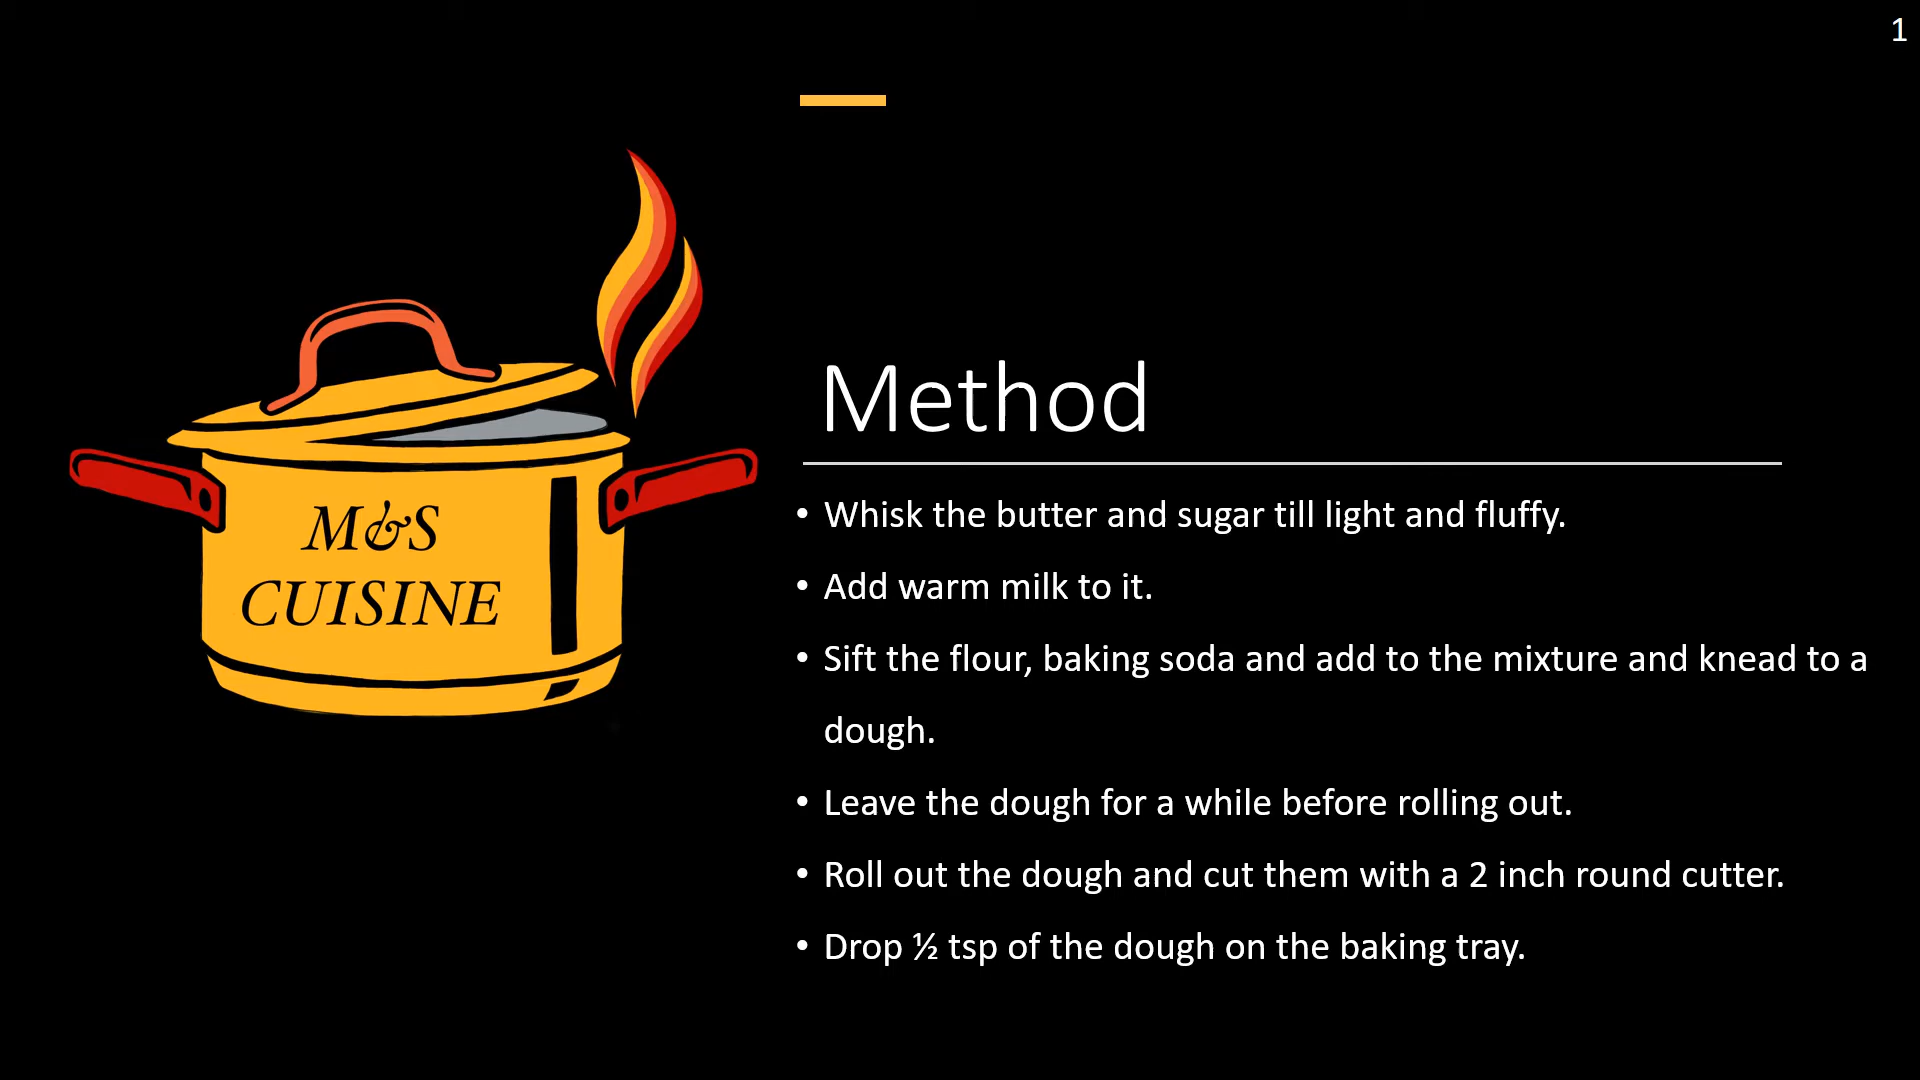 1
M&S
CUISINE
Method
• Whisk the butter and sugar till light and fluffy.
• Add warm milk to it.
• Sift the flour, baking soda and add to the mixture and knead to a
dough.
• Leave the dough for a while before rolling out.
• Roll out the dough and cut them with a 2 inch round cutter.
• Drop ½ tsp of the dough on the baking tray.